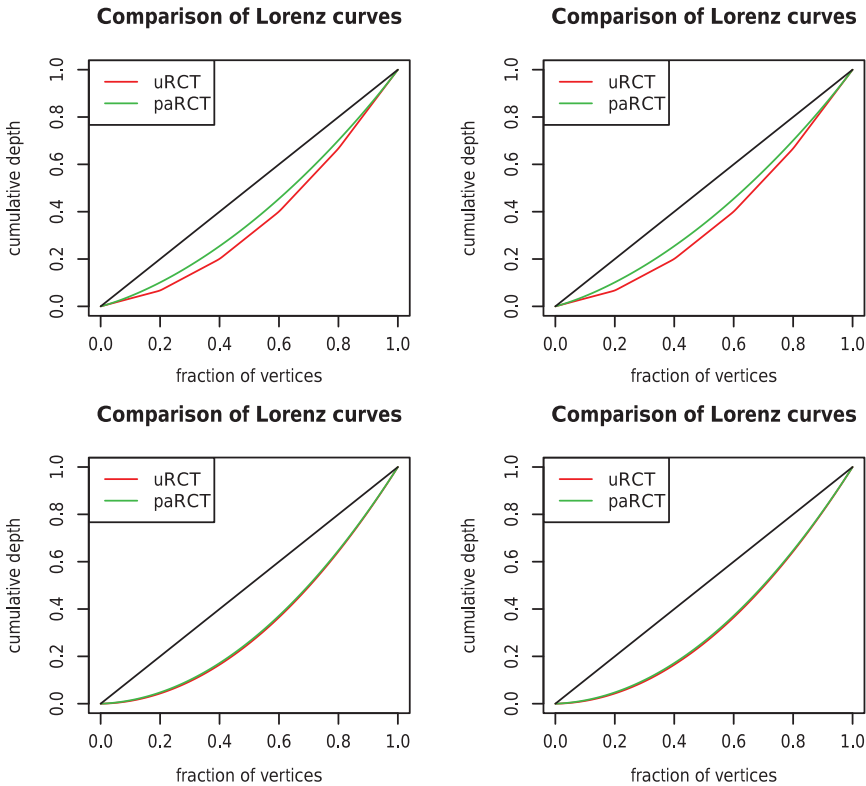 Comparison of Lorenz curves
uRCT
paRCT
cumulative depth
0.0 0.2 0.4 0.6 0.8 1.0
0.0 0.2 0.4 0.6 0.8 1.0
fraction of vertices
Comparison of Lorenz curves
uRCT
paRCT
cumulative depth
0.0 0.2 0.4 0.6 0.8 1.0
0.0 0.2 0.4 0.6 0.8 1.0
fraction of vertices
Comparison of Lorenz curves
uRCT
paRCT
cumulative depth
0.0 0.2 0.4 0.6 0.8 1.0
0.0 0.2 0.4 0.6 0.8 1.0
fraction of vertices
Comparison of Lorenz curves
uRCT
paRCT
cumulative depth
0.0 0.2 0.4 0.6 0.8 1.0
0.0 0.2 0.4 0.6 0.8 1.0
fraction of vertices